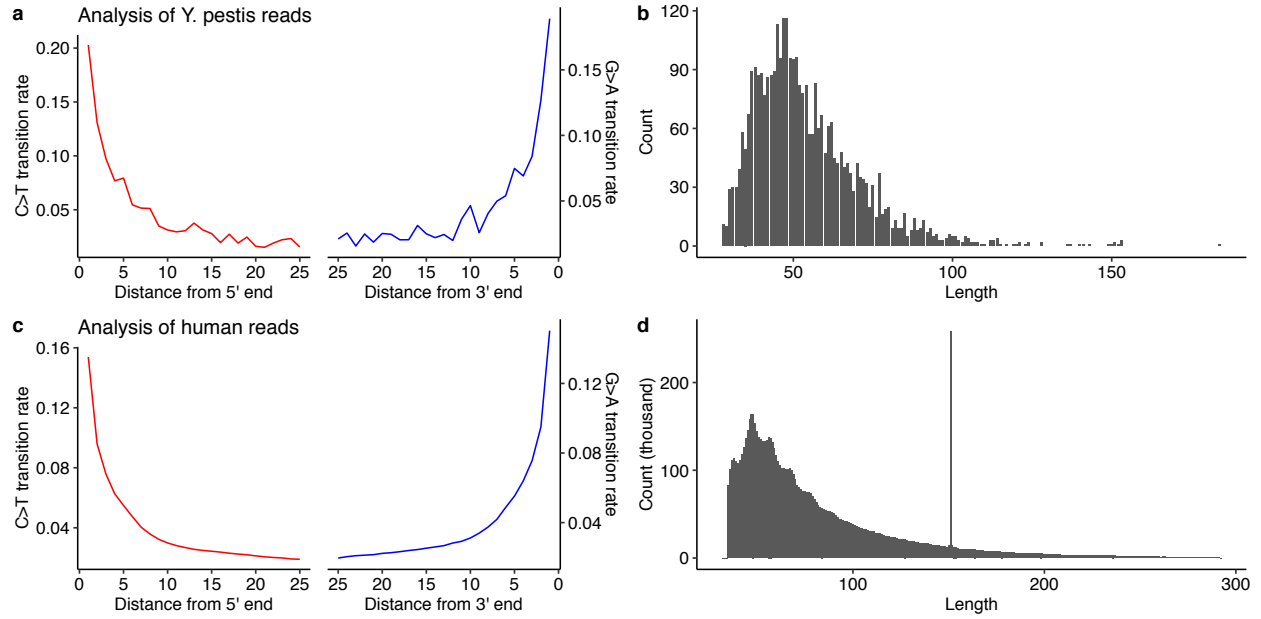 a
Analysis of Y. pestis reads
C>T transition rate
0.20
0.15
0.10
0.05
0 5 10 15 20 25
Distance from 5' end
25 20 15 10 5 0
Distance from 3' end
0.15
0.10
0.05
G>A transition rate
b
Count
120
90
60
30
0
50 100 150
Length
c
Analysis of human reads
C>T transition rate
0.16
0.12
0.08
0.04
0 5 10 15 20 25
Distance from 5' end
25 20 15 10 5 0
Distance from 3' end
0.12
0.08
0.04
G>A transition rate
d
Count (thousand)
200
100
0
100 200 300
Length